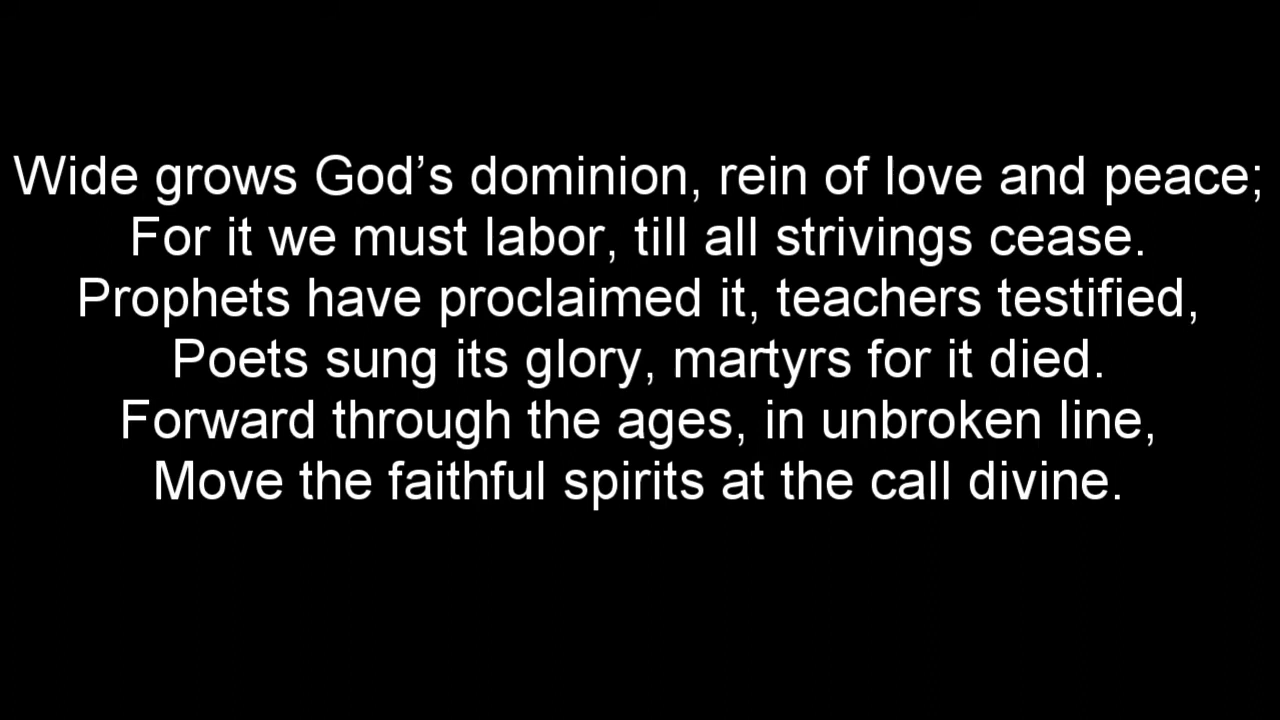 Wide grows God’s dominion, rein of love and peace;
For it we must labor, till all strivings cease.
Prophets have proclaimed it, teachers testified,
Poets sung its glory, martyrs for it died.
Forward through the ages, in unbroken line,
Move the faithful spirits at the call divine.